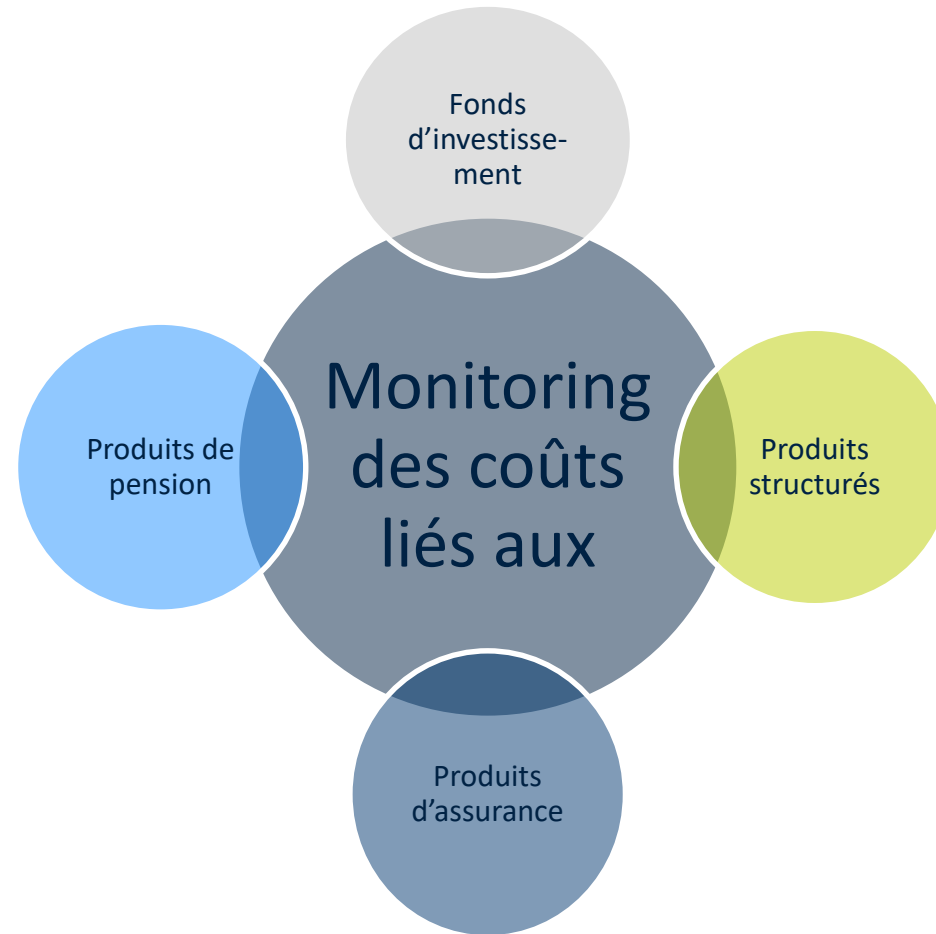 Fonds
d’investisse-
ment
Monitoring
des coûts
liés aux
Produits de
pension
Produits
structurés
Produits
d’assurance